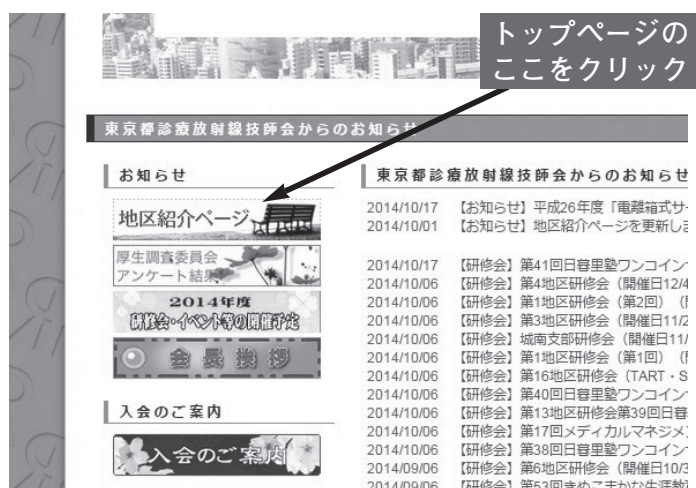 トップページの
ここをクリック
東京都診療放射線技師会からのお知らせ
お知らせ
地区紹介ページ
厚生調査委員会
アンケート結果
2014年度
研修会・イベント等の開催予定
会長挨拶
入会のご案内
入会のご案内
東京都診療放射線技師会からのお知らせ
2014/10/17 【お知らせ】平成26年度「電離箱式サー
2014/10/01 【お知らせ】地区紹介ページを更新しま
2014/10/17 【研修会】第41回日暮里塾ワンコイン
2014/10/06 【研修会】第4地区研修会（開催日12/4
2014/10/06 【研修会】第1地区研修会（第2回）（
2014/10/06 【研修会】第3地区研修会（開催日11/2
2014/10/06 【研修会】城南支部研修会（開催日11/
2014/10/06 【研修会】第1地区研修会（第1回）（
2014/10/06 【研修会】第16地区研修会（TART・S
2014/10/06 【研修会】第40回日暮里塾ワンコイン
2014/10/06 【研修会】第13地区研修会第39回日暮
2014/10/06 【研修会】第17回メディカルマネジメ
2014/10/06 【研修会】第38回日暮里塾ワンコイン
2014/09/06 【研修会】第6地区研修会（開催日10/3
2014/09/06 【研修会】第53回きめこまかな生涯教